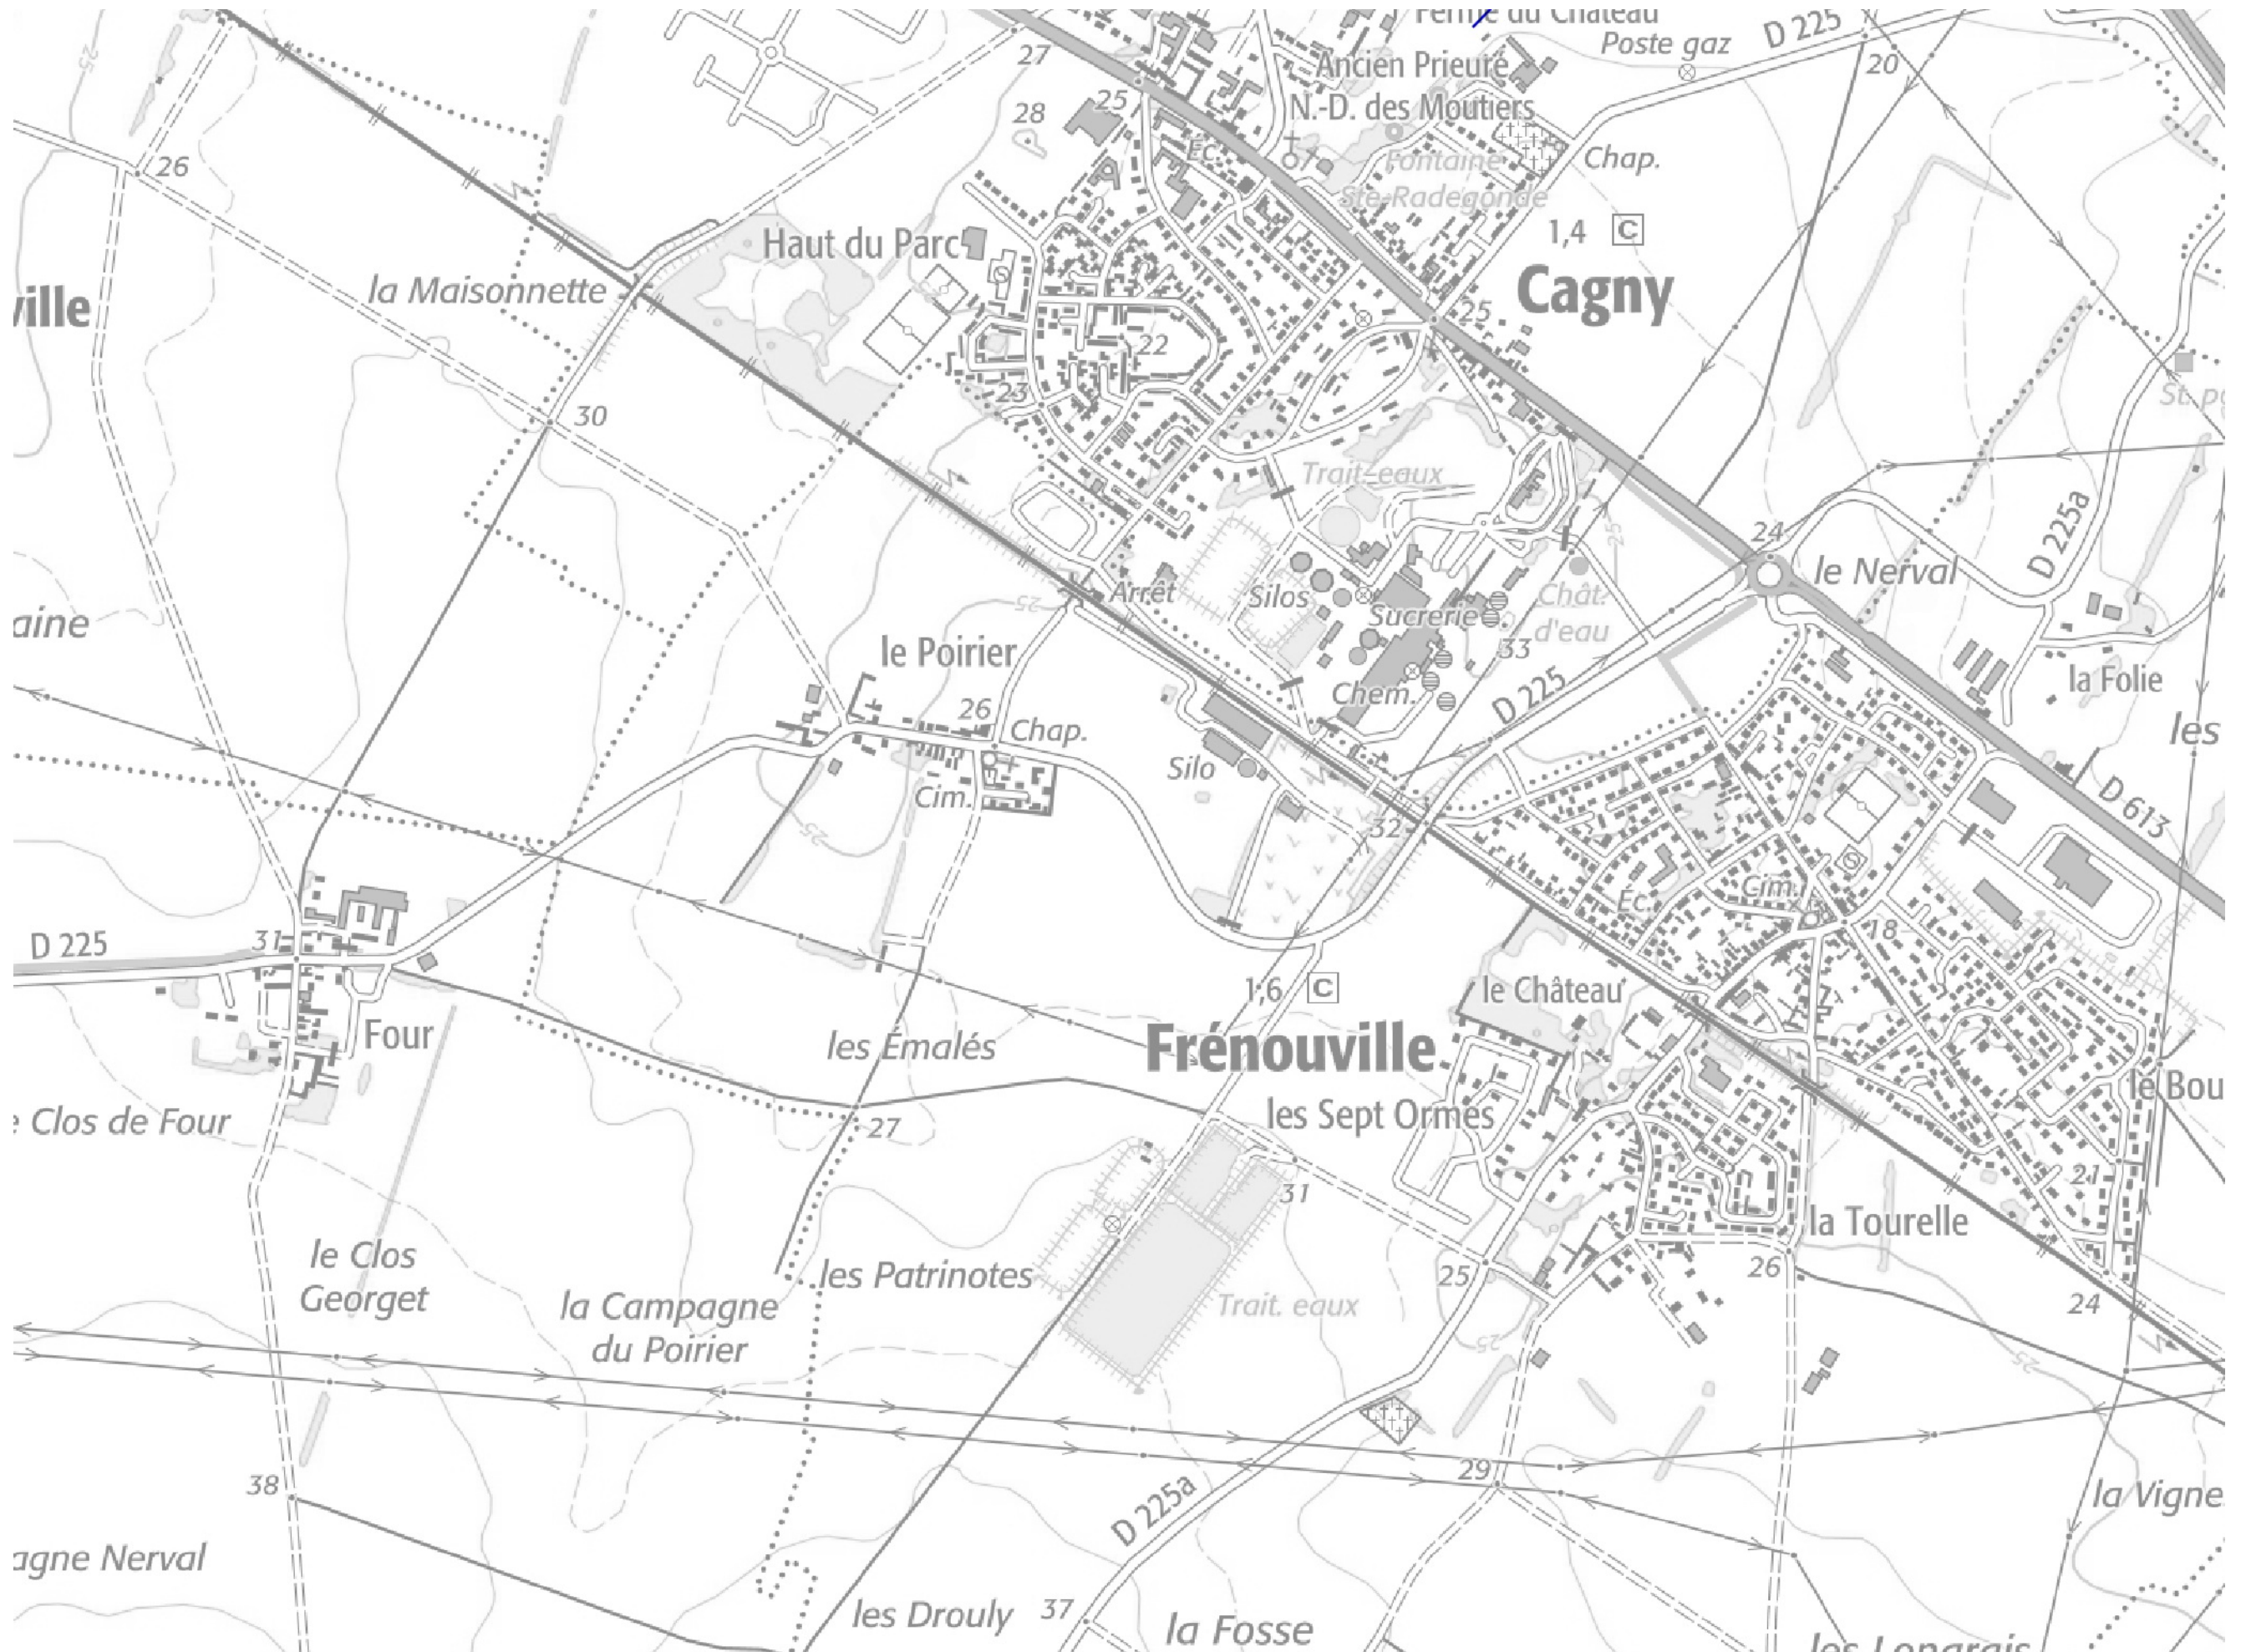 Ferme du Château
Poste gaz
D 225
20
27
Ancien Prieuré
25
N.-D. des Moutiers
28
Éc.
Fontaine
Chap.
26
Ste-Radegonde
1,4 C
Haut du Parc
la Maisonnette
Cagny
ville
25
22
23
30
Trait. eaux
24
D 225a
le Nerval
Arrêt
Silos
Sucrerie
Chât.
d'eau
25
aine
33
le Poirier
la Folie
Chem.
D 225
26
Chap.
les
Silo
Cim.
25
32
D 613
Cim.
Éc.
18
D 225
31
1,6 C
le Château
Four
les Émalés
Frénouville
le Bou
les Sept Ormes
Clos de Four
27
31
21
la Tourelle
le Clos
Georget
les Patrinotes
25
26
la Campagne
du Poirier
Trait. eaux
24
25
25
38
29
la Vigne
D 225a
agne Nerval
les Drouly
37
la Fosse
les Longrais